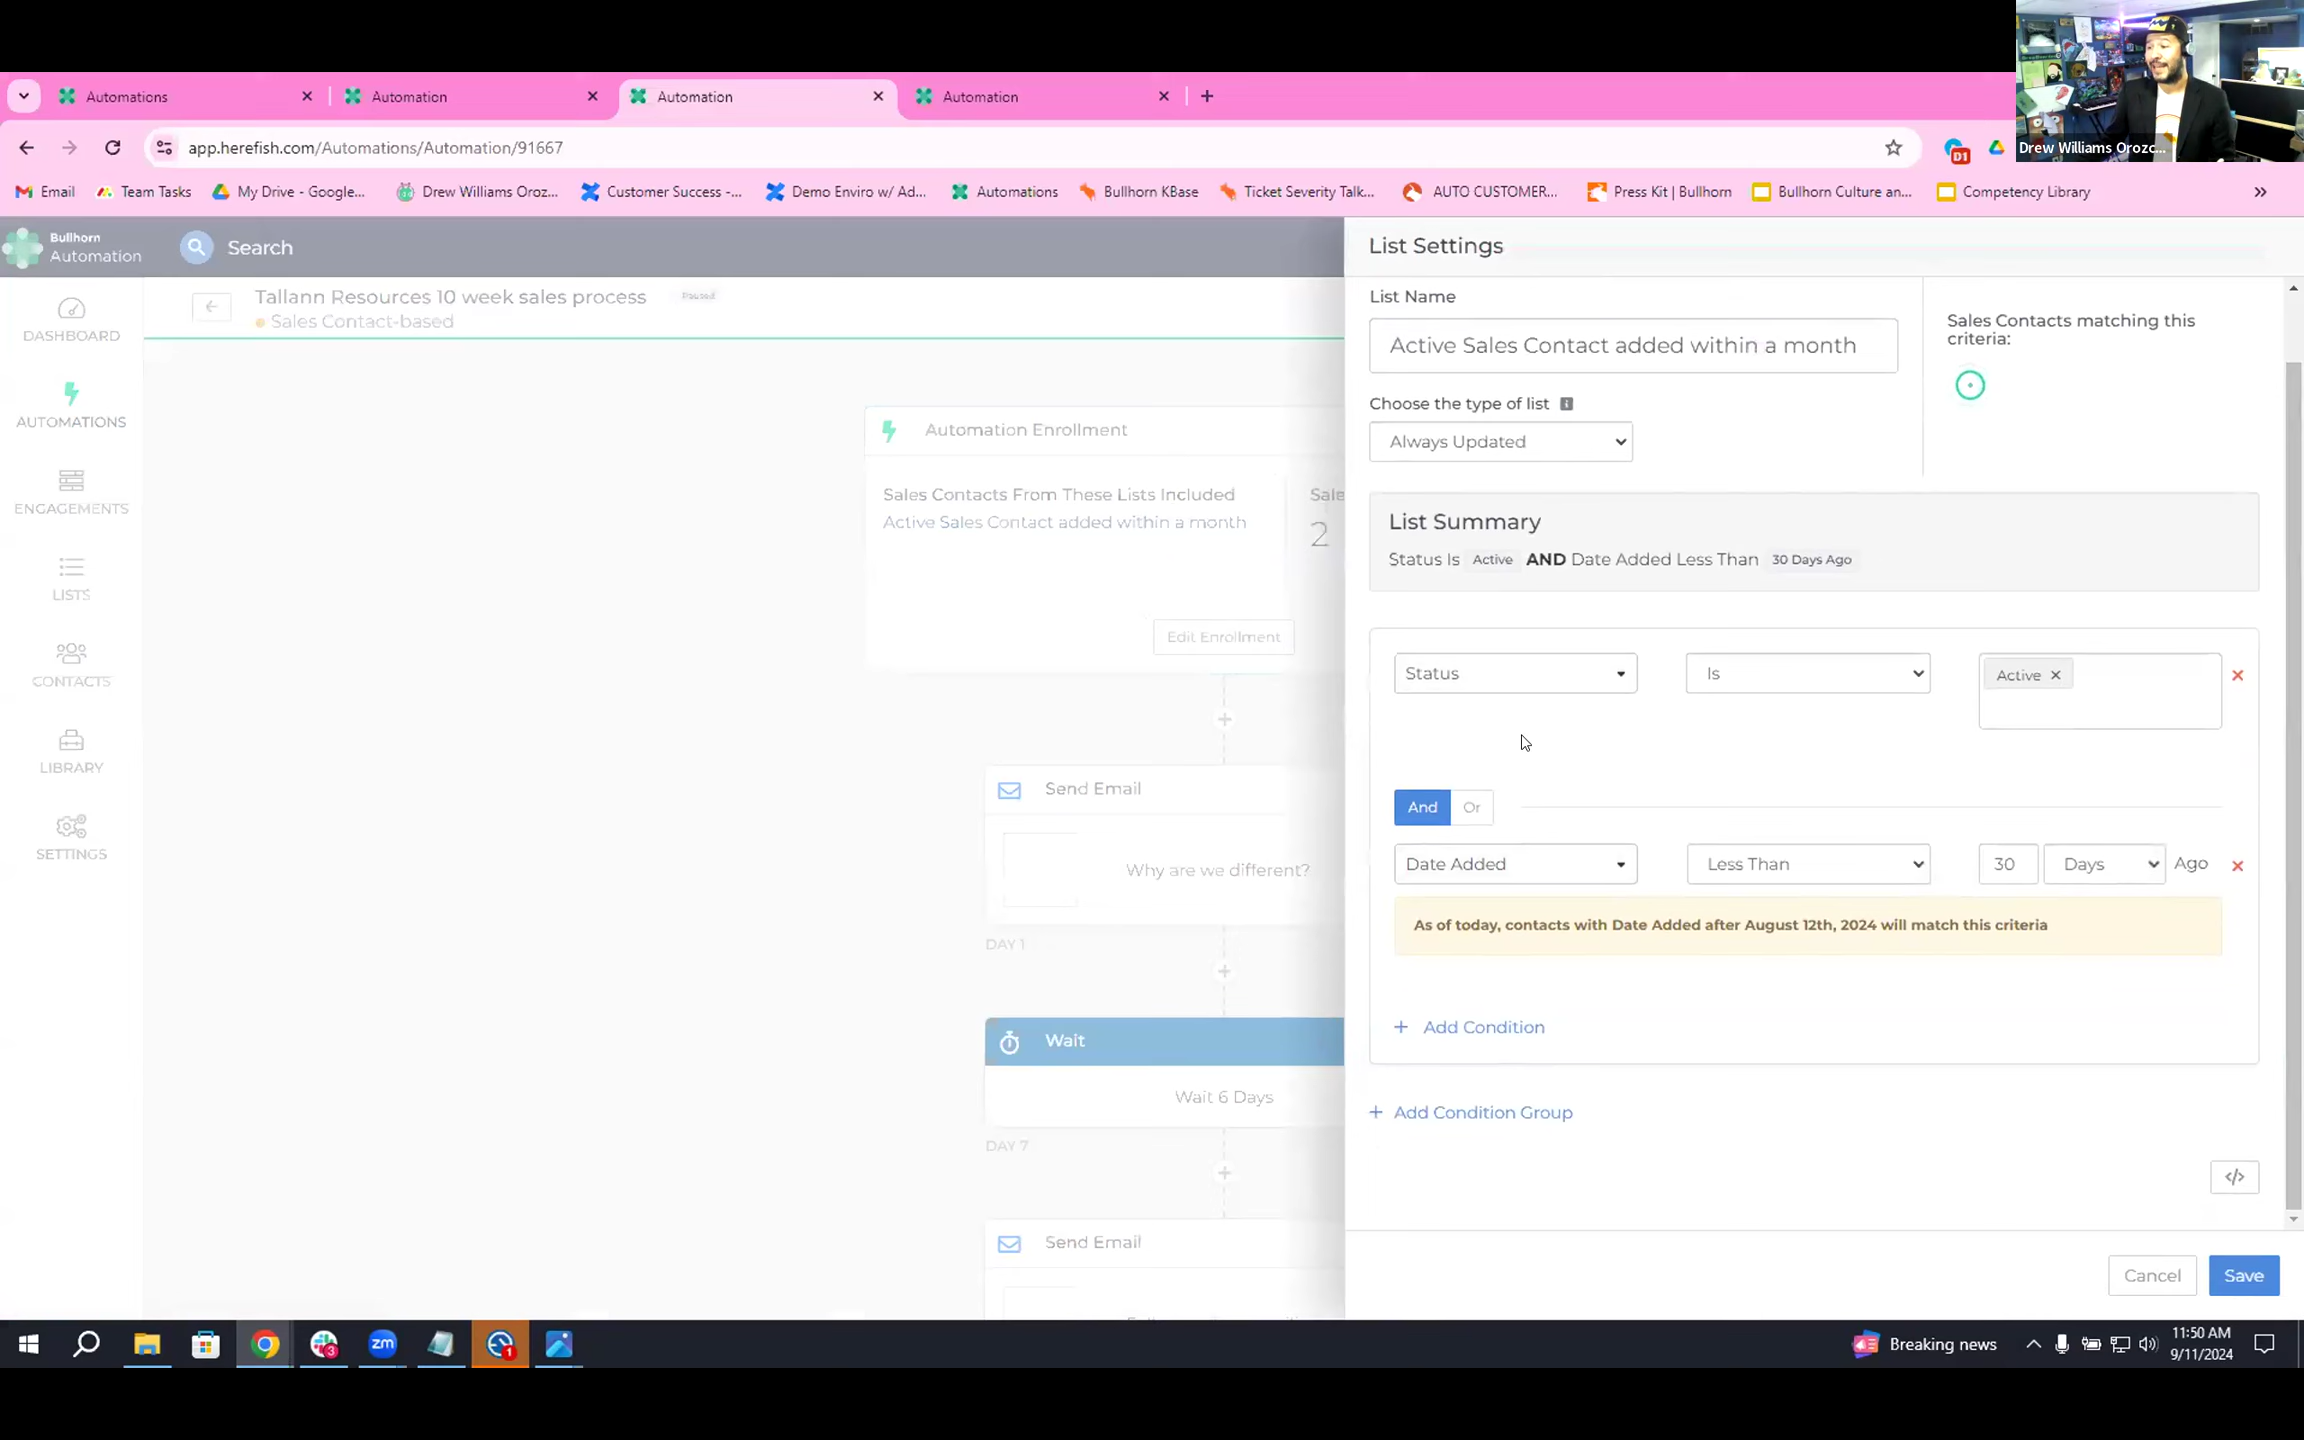 Drew Williams Orozc...
Automations
Automation
Automation
Automation
app.herefish.com/Automations/Automation/91667
D1
Email
Team Tasks
My Drive - Google...
Drew Williams Oroz...
Customer Success -...
Demo Enviro w/ Ad...
Automations
Bullhorn KBase
Ticket Severity Talk...
AUTO CUSTOMER...
Press Kit | Bullhorn
Bullhorn Culture an...
Competency Library
Bullhorn
Automation
Search
DASHBOARD
AUTOMATIONS
ENGAGEMENTS
LISTS
CONTACTS
LIBRARY
SETTINGS
Tallann Resources 10 week sales process
Paused
Sales Contact-based
Automation Enrollment
Sales Contacts From These Lists Included
Active Sales Contact added within a month
Sale
2
Edit Enrollment
Send Email
Why are we different?
DAY 1
Wait
Wait 6 Days
DAY 7
Send Email
List Settings
List Name
Active Sales Contact added within a month
Choose the type of list
Always Updated
Sales Contacts matching this
criteria:
List Summary
Status Is Active AND Date Added Less Than 30 Days Ago
Status
Is
Active
And
Or
Date Added
Less Than
30
Days
Ago
As of today, contacts with Date Added after August 12th, 2024 will match this criteria
+ Add Condition
+ Add Condition Group
</>
Cancel
Save
3
zm
1
Breaking news
11:50 AM
9/11/2024